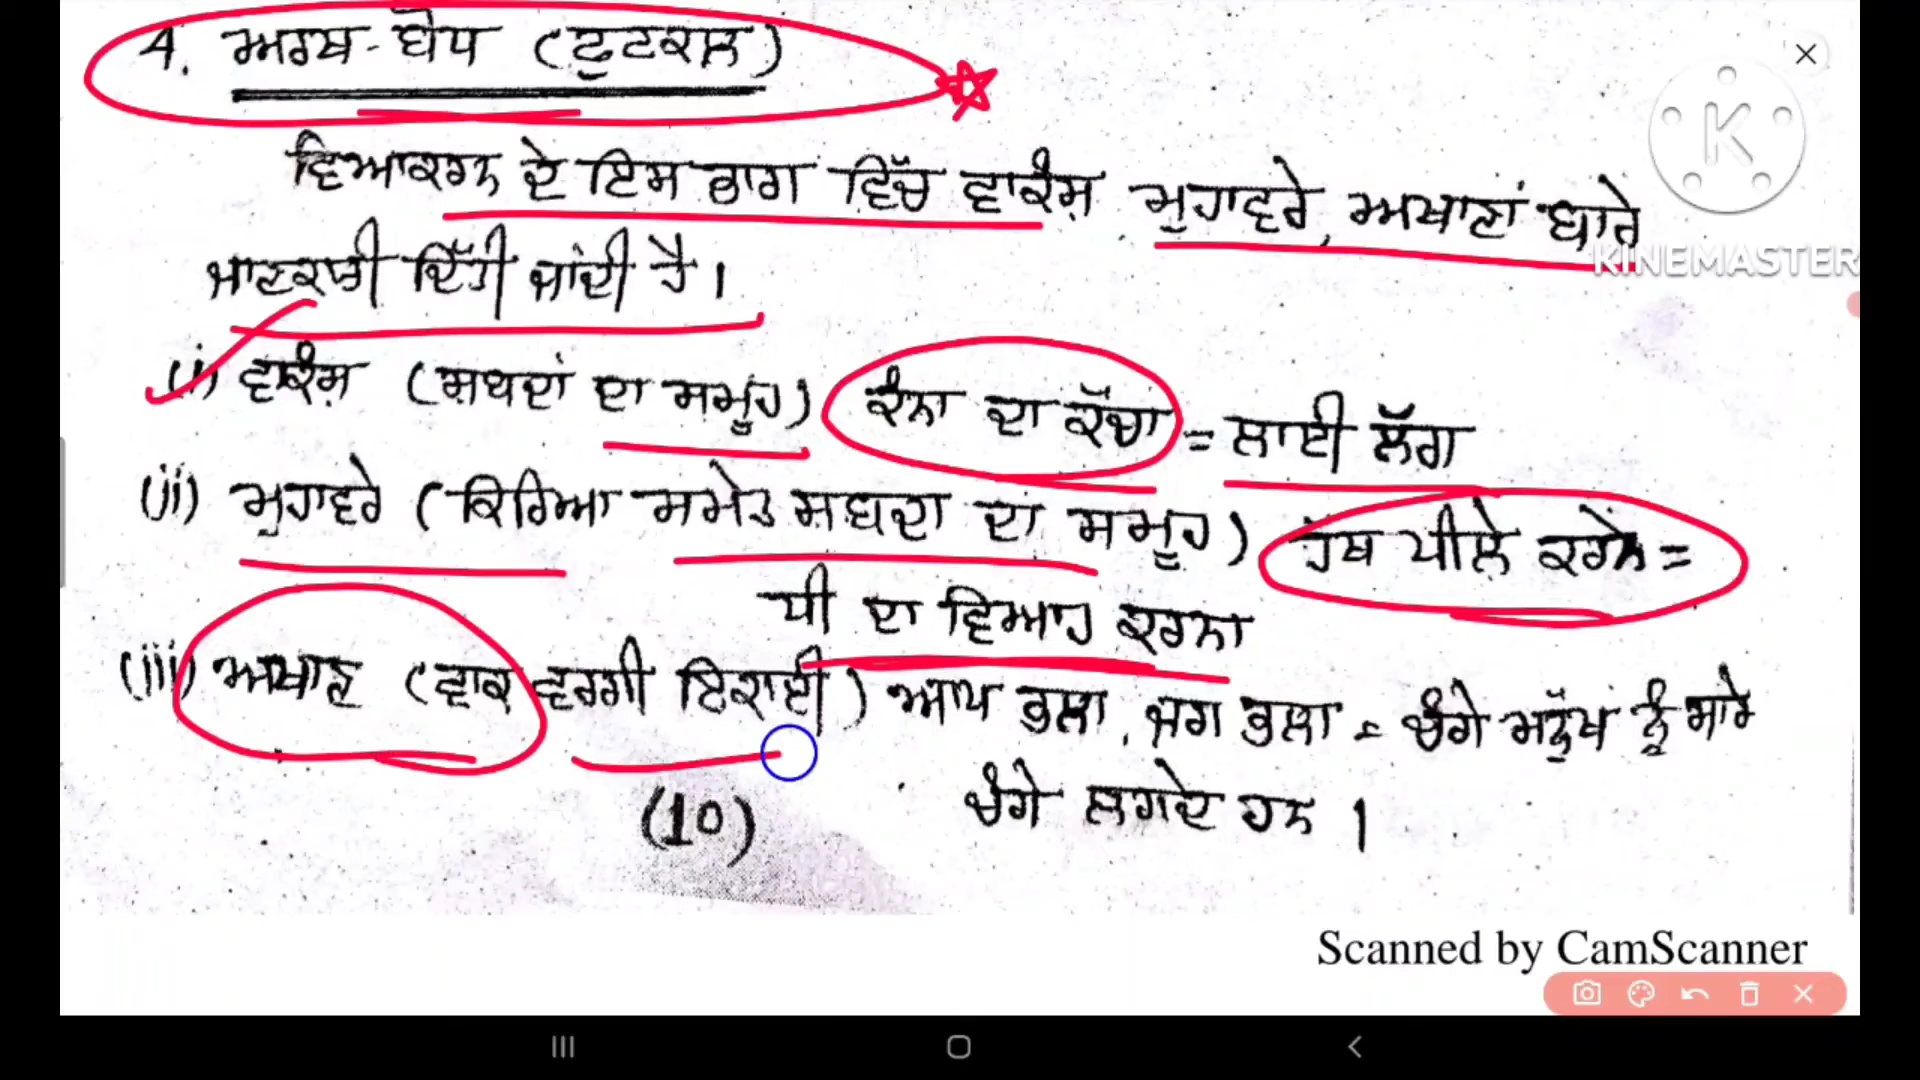 4. ਅਰਥ-ਬੋਧ (ਫੁਟਕਲ)
ਵਿਆਕਰਨ ਦੇ ਇਸ ਭਾਗ ਵਿੱਚ ਵਾਕੰਸ਼ ਮੁਹਾਵਰੇ, ਅਖਾਣਾਂ ਬਾਰੇ
KINEMASTER
ਜਾਣਕਾਰੀ ਦਿੱਤੀ ਜਾਂਦੀ ਹੈ।
(i) ਵਾਕੰਸ਼ (ਸ਼ਬਦਾਂ ਦਾ ਸਮੂਹ) ਕੰਨਾ ਦਾ ਕੱਚਾ = ਲਾਈ ਲੱਗ
(ii) ਮੁਹਾਵਰੇ (ਕਿਰਿਆ ਸਮੇਤ ਸ਼ਬਦਾ ਦਾ ਸਮੂਹ) ਹੱਥ ਪੀਲੇ ਕਰਨੇ =
ਧੀ ਦਾ ਵਿਆਹ ਕਰਨਾ
(iii) ਅਖਾਣ (ਵਾਕ ਵਰਗੀ ਇਕਾਈ) ਆਪ ਭਲਾ, ਜਗ ਭਲਾ = ਚੰਗੇ ਮਨੁੱਖ ਨੂੰ ਸਾਰੇ
ਚੰਗੇ ਲਗਦੇ ਹਨ।
(10)
Scanned by CamScanner